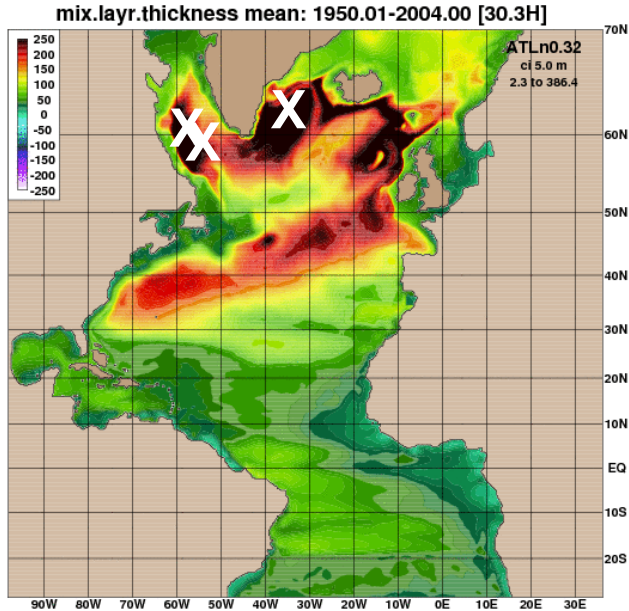 mix.layr.thickness mean: 1950.01-2004.00 [30.3H]
ATLn0.32
ci 5.0 m
2.3 to 386.4
250
200
150
100
50
0
-50
-100
-150
-200
-250
X
X
X
70N
60N
50N
40N
30N
20N
10N
EQ
10S
20S
90W 80W 70W 60W 50W 40W 30W 20W 10W 0E 10E 20E 30E